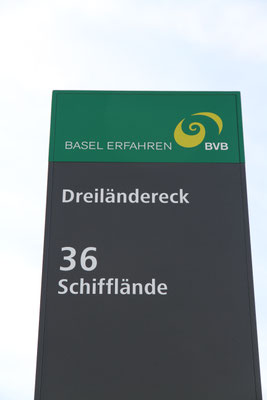 BASEL ERFAHREN BVB
Dreiländereck
36
Schifflände